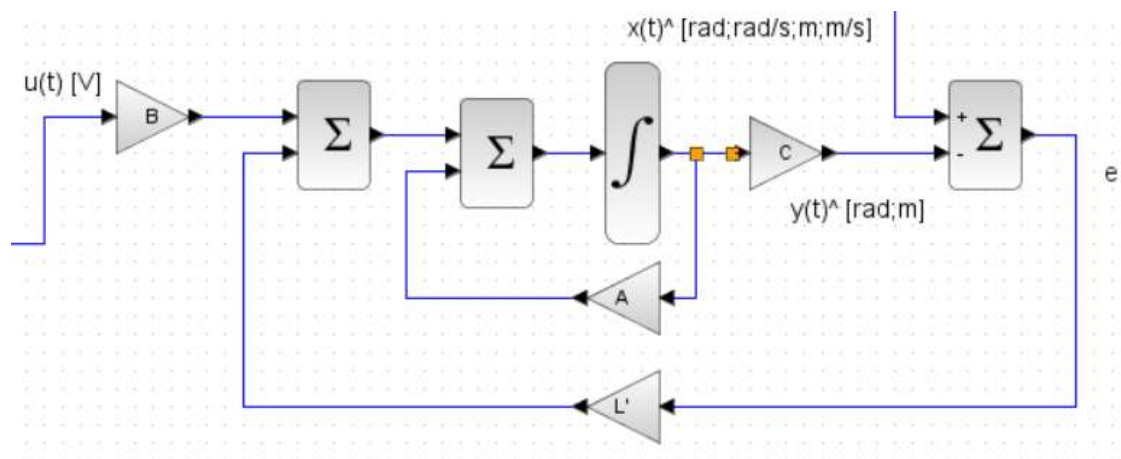 x(t)^ [rad;rad/s;m;m/s]
u(t) [V]
B
Σ
Σ
∫
C
+
-
Σ
e
y(t)^ [rad;m]
A
L'